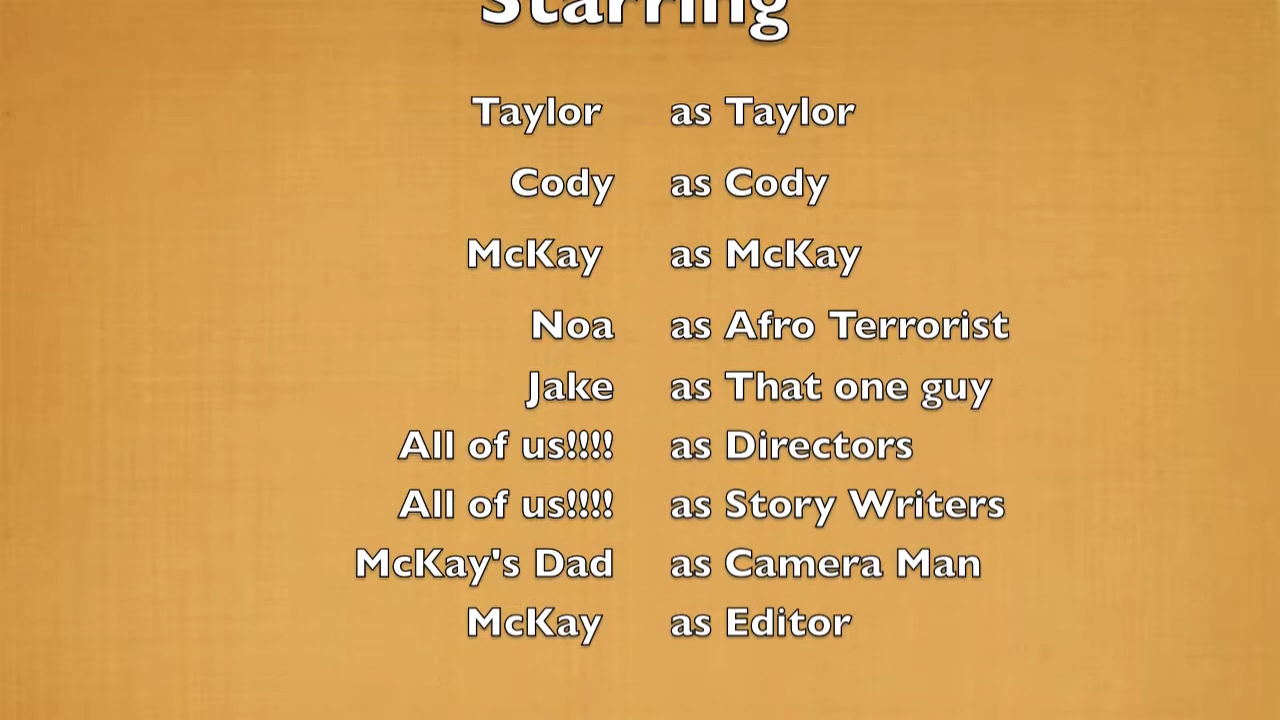 Starring
Taylor as Taylor
Cody as Cody
McKay as McKay
Noa as Afro Terrorist
Jake as That one guy
All of us!!!! as Directors
All of us!!!! as Story Writers
McKay's Dad as Camera Man
McKay as Editor